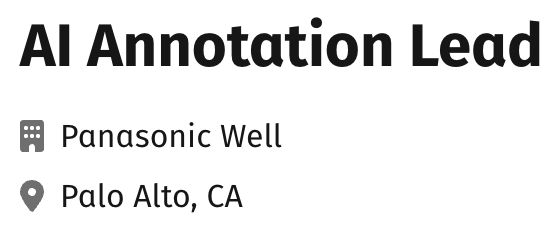 AI Annotation Lead
Panasonic Well
Palo Alto, CA